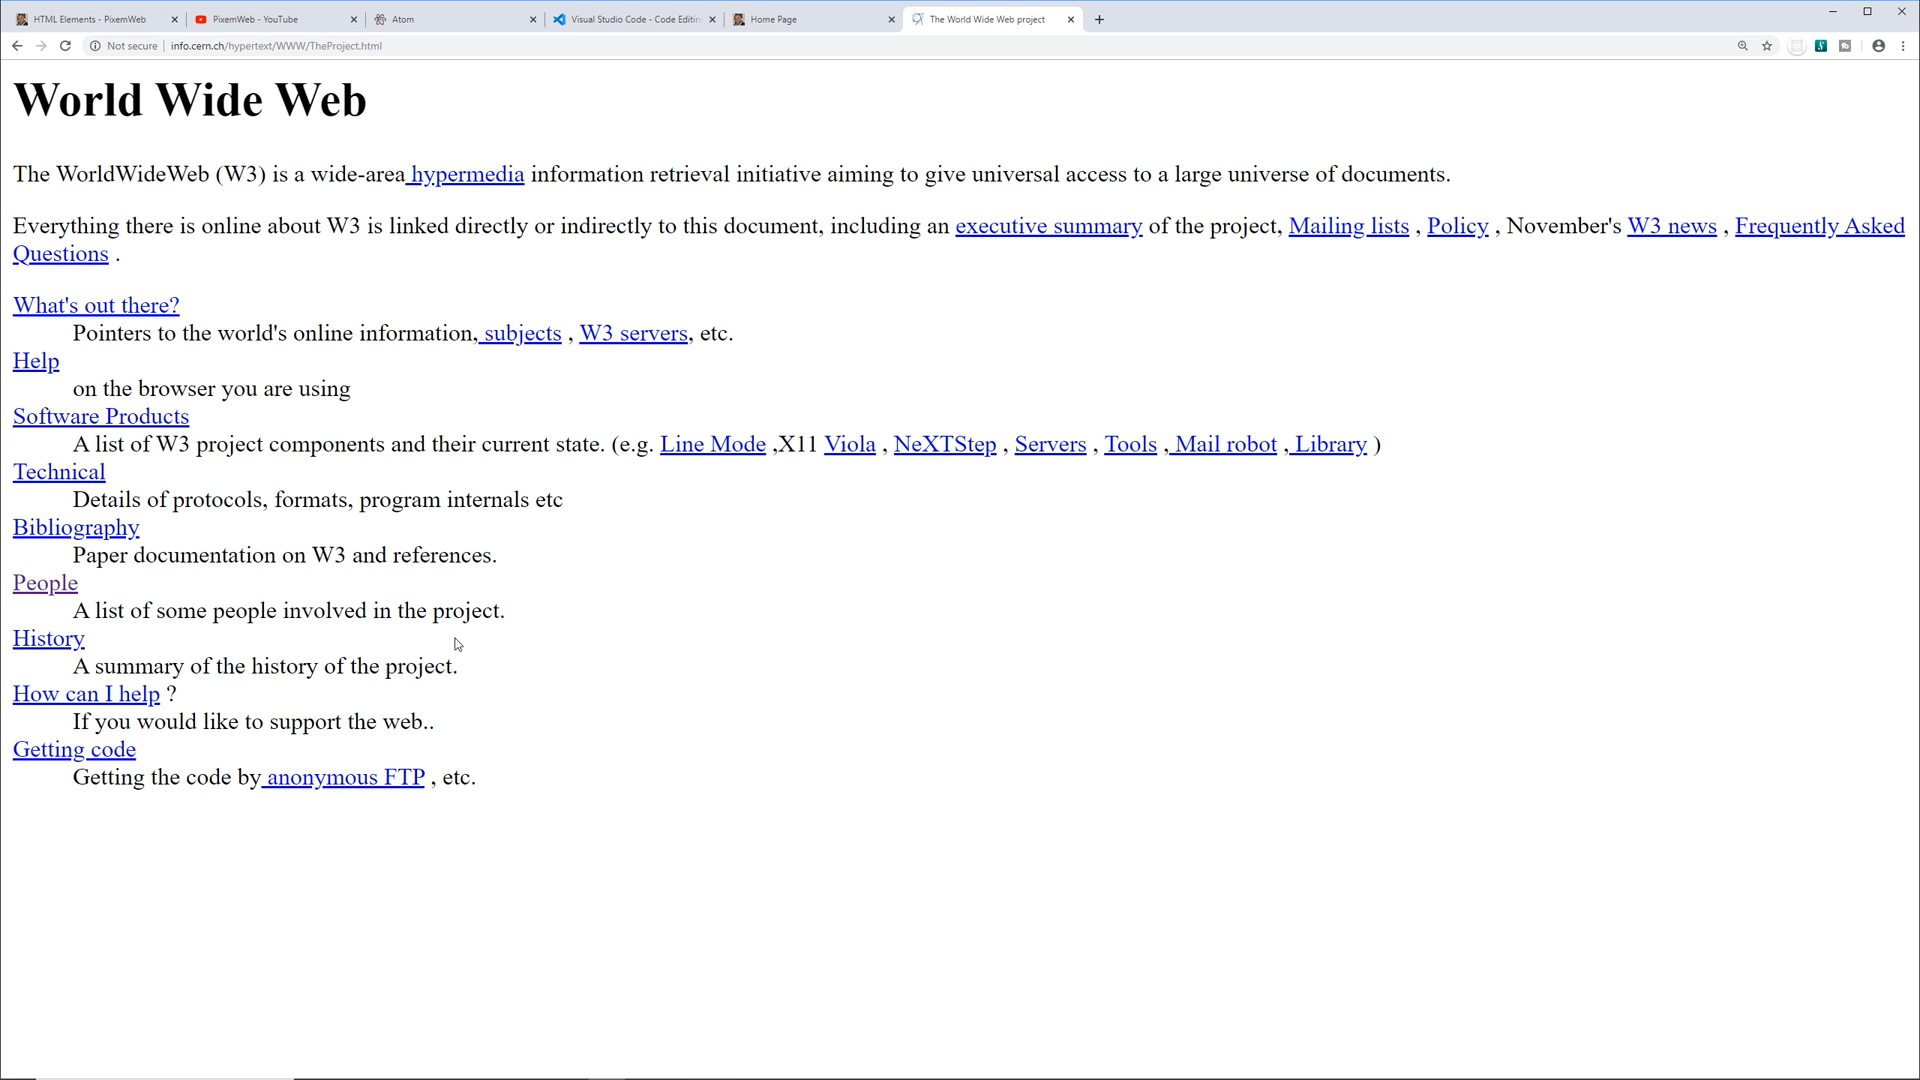 HTML Elements - PixemWeb
PixemWeb - YouTube
Atom
Visual Studio Code - Code Editin
Home Page
The World Wide Web project
Not secure | info.cern.ch/hypertext/WWW/TheProject.html
World Wide Web
The WorldWideWeb (W3) is a wide-area hypermedia information retrieval initiative aiming to give universal access to a large universe of documents.
Everything there is online about W3 is linked directly or indirectly to this document, including an executive summary of the project, Mailing lists , Policy , November's W3 news , Frequently Asked
Questions .
What's out there?
Pointers to the world's online information, subjects , W3 servers, etc.
Help
on the browser you are using
Software Products
A list of W3 project components and their current state. (e.g. Line Mode ,X11 Viola , NeXTStep , Servers , Tools , Mail robot , Library )
Technical
Details of protocols, formats, program internals etc
Bibliography
Paper documentation on W3 and references.
People
A list of some people involved in the project.
History
A summary of the history of the project.
How can I help ?
If you would like to support the web..
Getting code
Getting the code by anonymous FTP , etc.